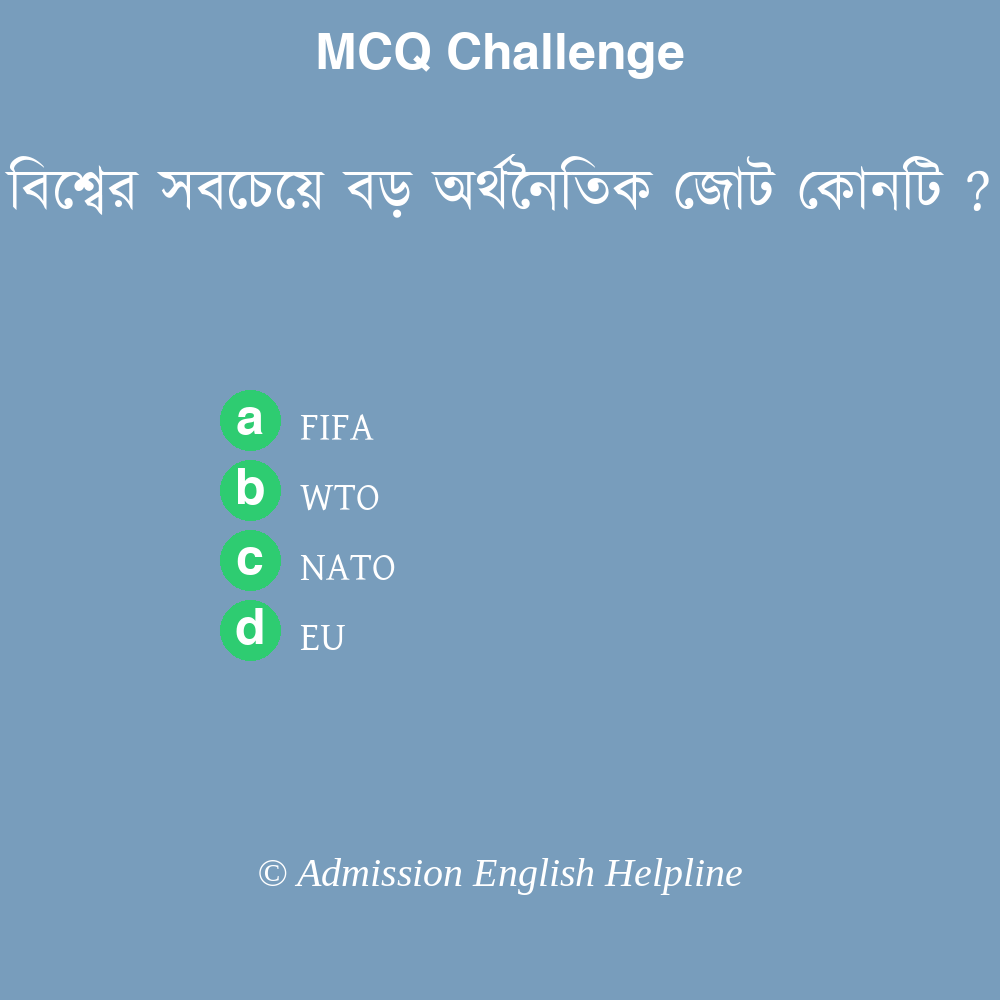 MCQ Challenge
বিশ্বের সবচেয়ে বড় অর্থনৈতিক জোট কোনটি ?
a FIFA
b WTO
c NATO
d EU
© Admission English Helpline